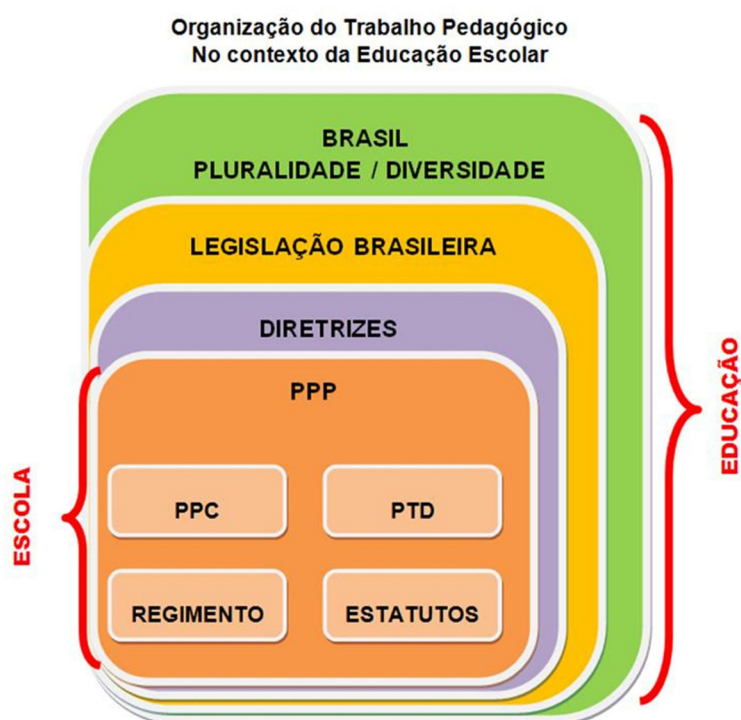 Organização do Trabalho Pedagógico
No contexto da Educação Escolar
BRASIL
PLURALIDADE / DIVERSIDADE
LEGISLAÇÃO BRASILEIRA
DIRETRIZES
PPP
PPC
PTD
REGIMENTO
ESTATUTOS
ESCOLA
EDUCAÇÃO